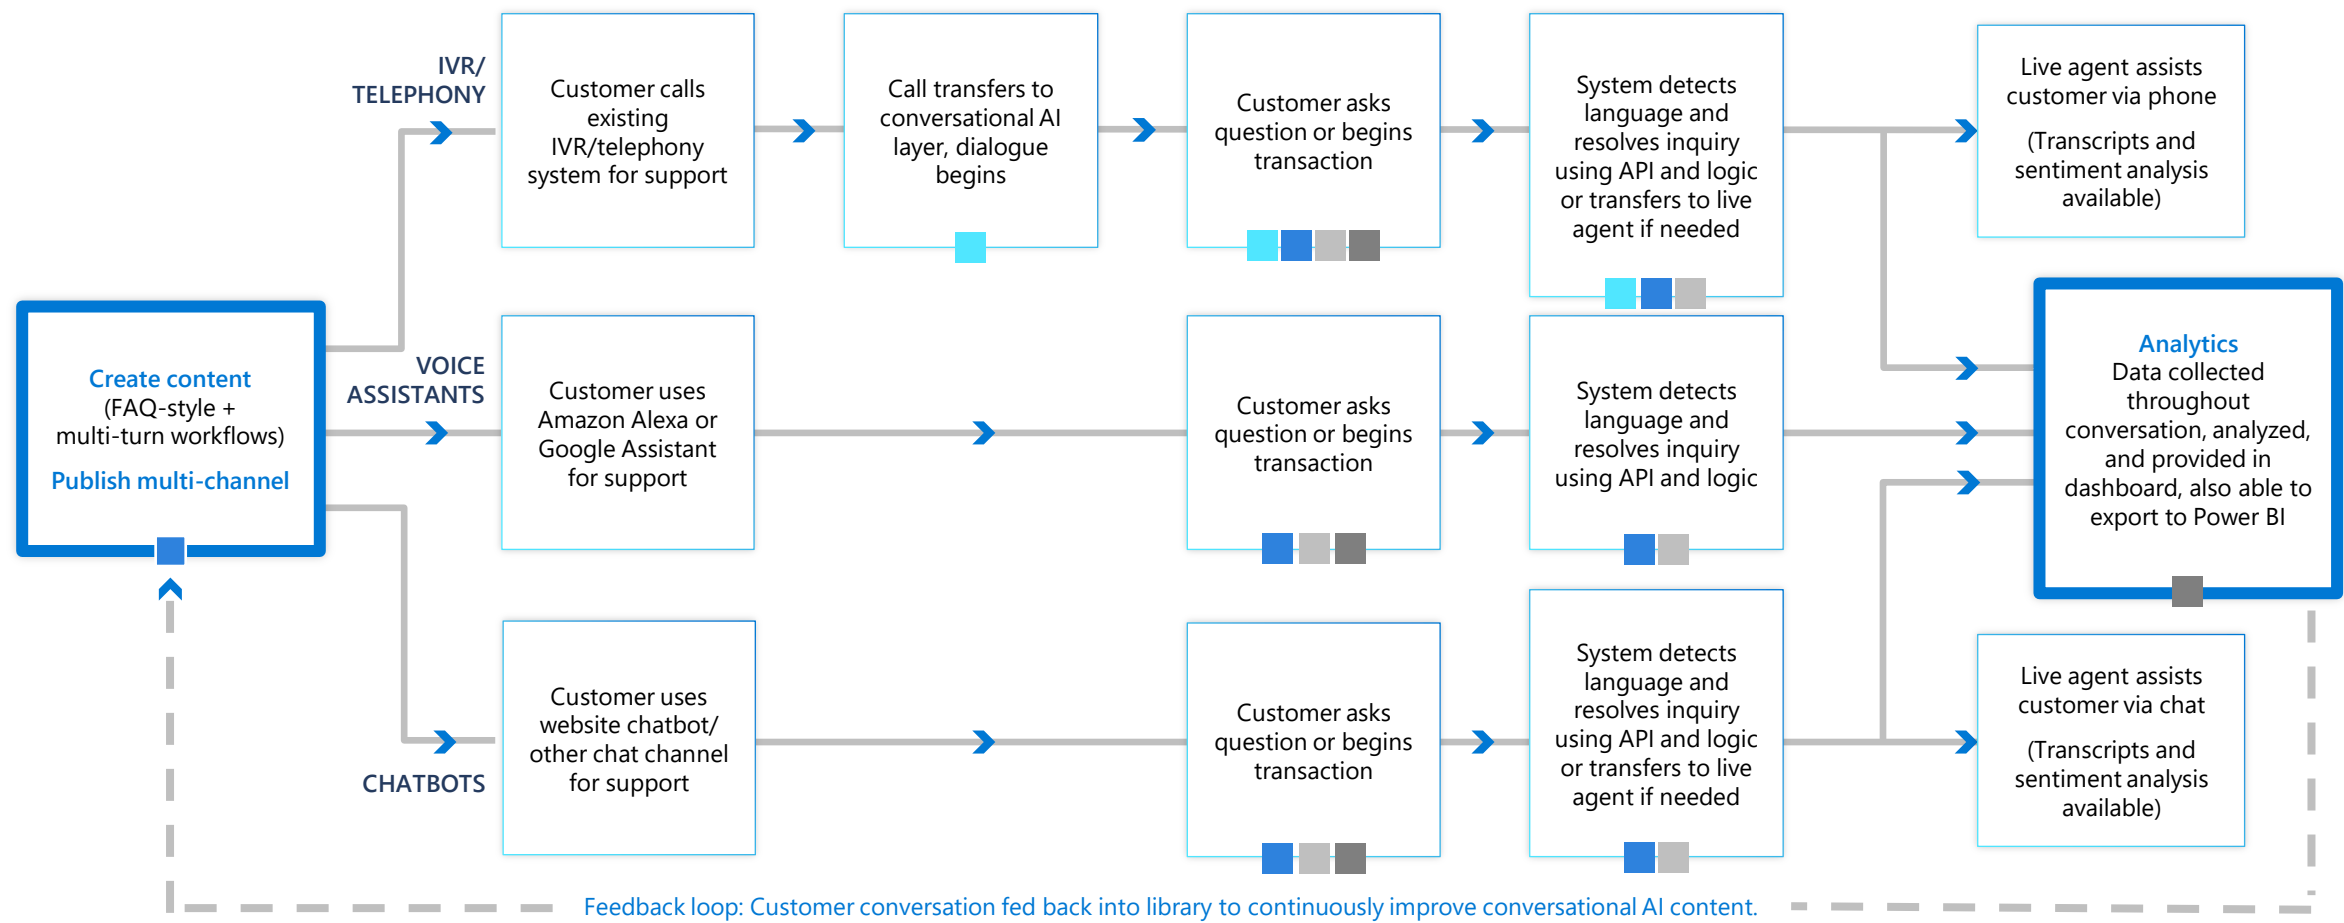 IVR/
TELEPHONY
Customer calls
existing
IVR/telephony
system for support
Call transfers to
conversational AI
layer, dialogue
begins
Customer asks
question or begins
transaction
System detects
language and
resolves inquiry
using API and logic
or transfers to live
agent if needed
Live agent assists
customer via phone
(Transcripts and
sentiment analysis
available)
Create content
(FAQ-style +
multi-turn workflows)
Publish multi-channel
VOICE
ASSISTANTS
Customer uses
Amazon Alexa or
Google Assistant
for support
Customer asks
question or begins
transaction
System detects
language and
resolves inquiry
using API and logic
Analytics
Data collected
throughout
conversation, analyzed,
and provided in
dashboard, also able to
export to Power BI
CHATBOTS
Customer uses
website chatbot/
other chat channel
for support
Customer asks
question or begins
transaction
System detects
language and
resolves inquiry
using API and logic
or transfers to live
agent if needed
Live agent assists
customer via chat
(Transcripts and
sentiment analysis
available)
Feedback loop: Customer conversation fed back into library to continuously improve conversational AI content.